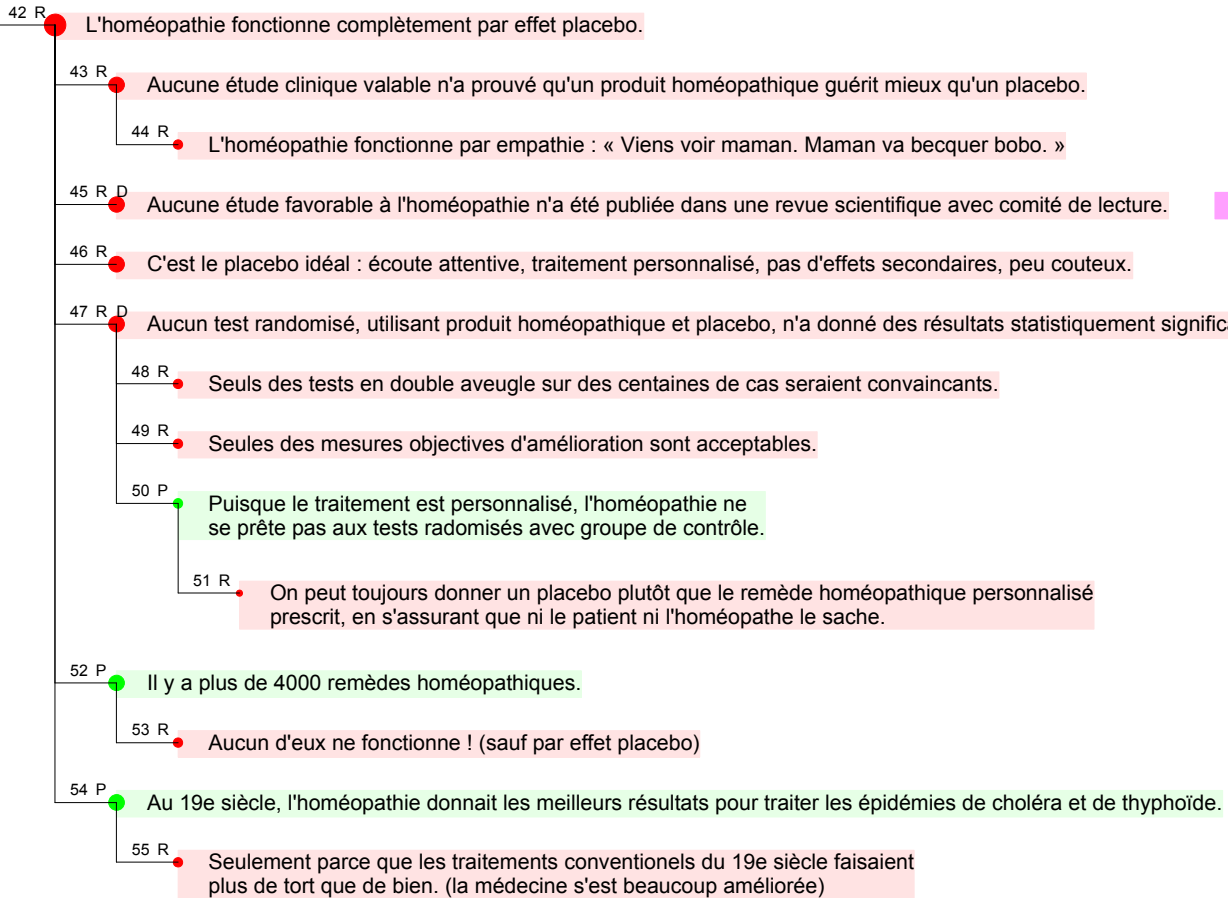 42 R
L'homéopathie fonctionne complètement par effet placebo.
43 R
Aucune étude clinique valable n'a prouvé qu'un produit homéopathique guérit mieux qu'un placebo.
44 R
L'homéopathie fonctionne par empathie : « Viens voir maman. Maman va becquer bobo. »
45 R D
Aucune étude favorable à l'homéopathie n'a été publiée dans une revue scientifique avec comité de lecture.
46 R
C'est le placebo idéal : écoute attentive, traitement personnalisé, pas d'effets secondaires, peu couteux.
47 R D
Aucun test randomisé, utilisant produit homéopathique et placebo, n'a donné des résultats statistiquement
48 R
Seuls des tests en double aveugle sur des centaines de cas seraient convaincants.
49 R
Seules des mesures objectives d'amélioration sont acceptables.
50 P
Puisque le traitement est personnalisé, l'homéopathie ne
se prête pas aux tests radomisés avec groupe de contrôle.
51 R
On peut toujours donner un placebo plutôt que le remède homéopathique personnalisé
prescrit, en s'assurant que ni le patient ni l'homéopathe le sache.
52 P
Il y a plus de 4000 remèdes homéopathiques.
53 R
Aucun d'eux ne fonctionne ! (sauf par effet placebo)
54 P
Au 19e siècle, l'homéopathie donnait les meilleurs résultats pour traiter les épidémies de choléra et de thyphoïde.
55 R
Seulement parce que les traitements conventionels du 19e siècle faisaient
plus de tort que de bien. (la médecine s'est beaucoup améliorée)